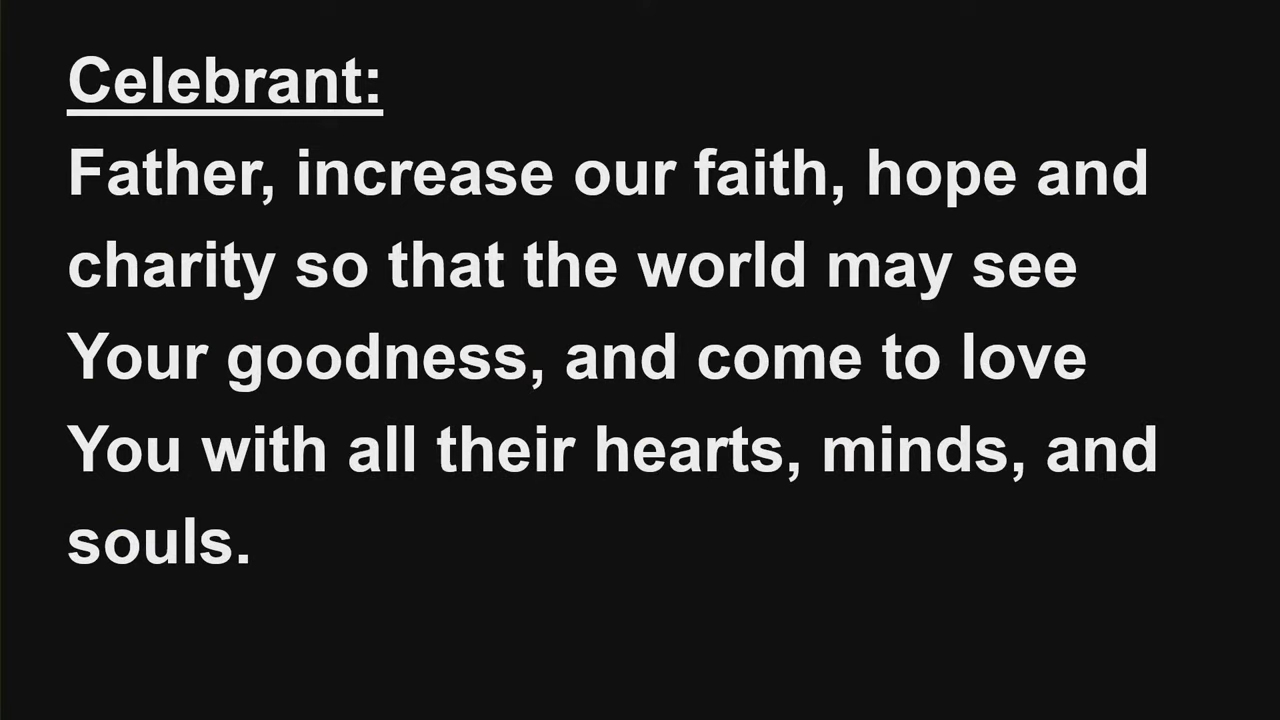 Celebrant:
Father, increase our faith, hope and
charity so that the world may see
Your goodness, and come to love
You with all their hearts, minds, and
souls.